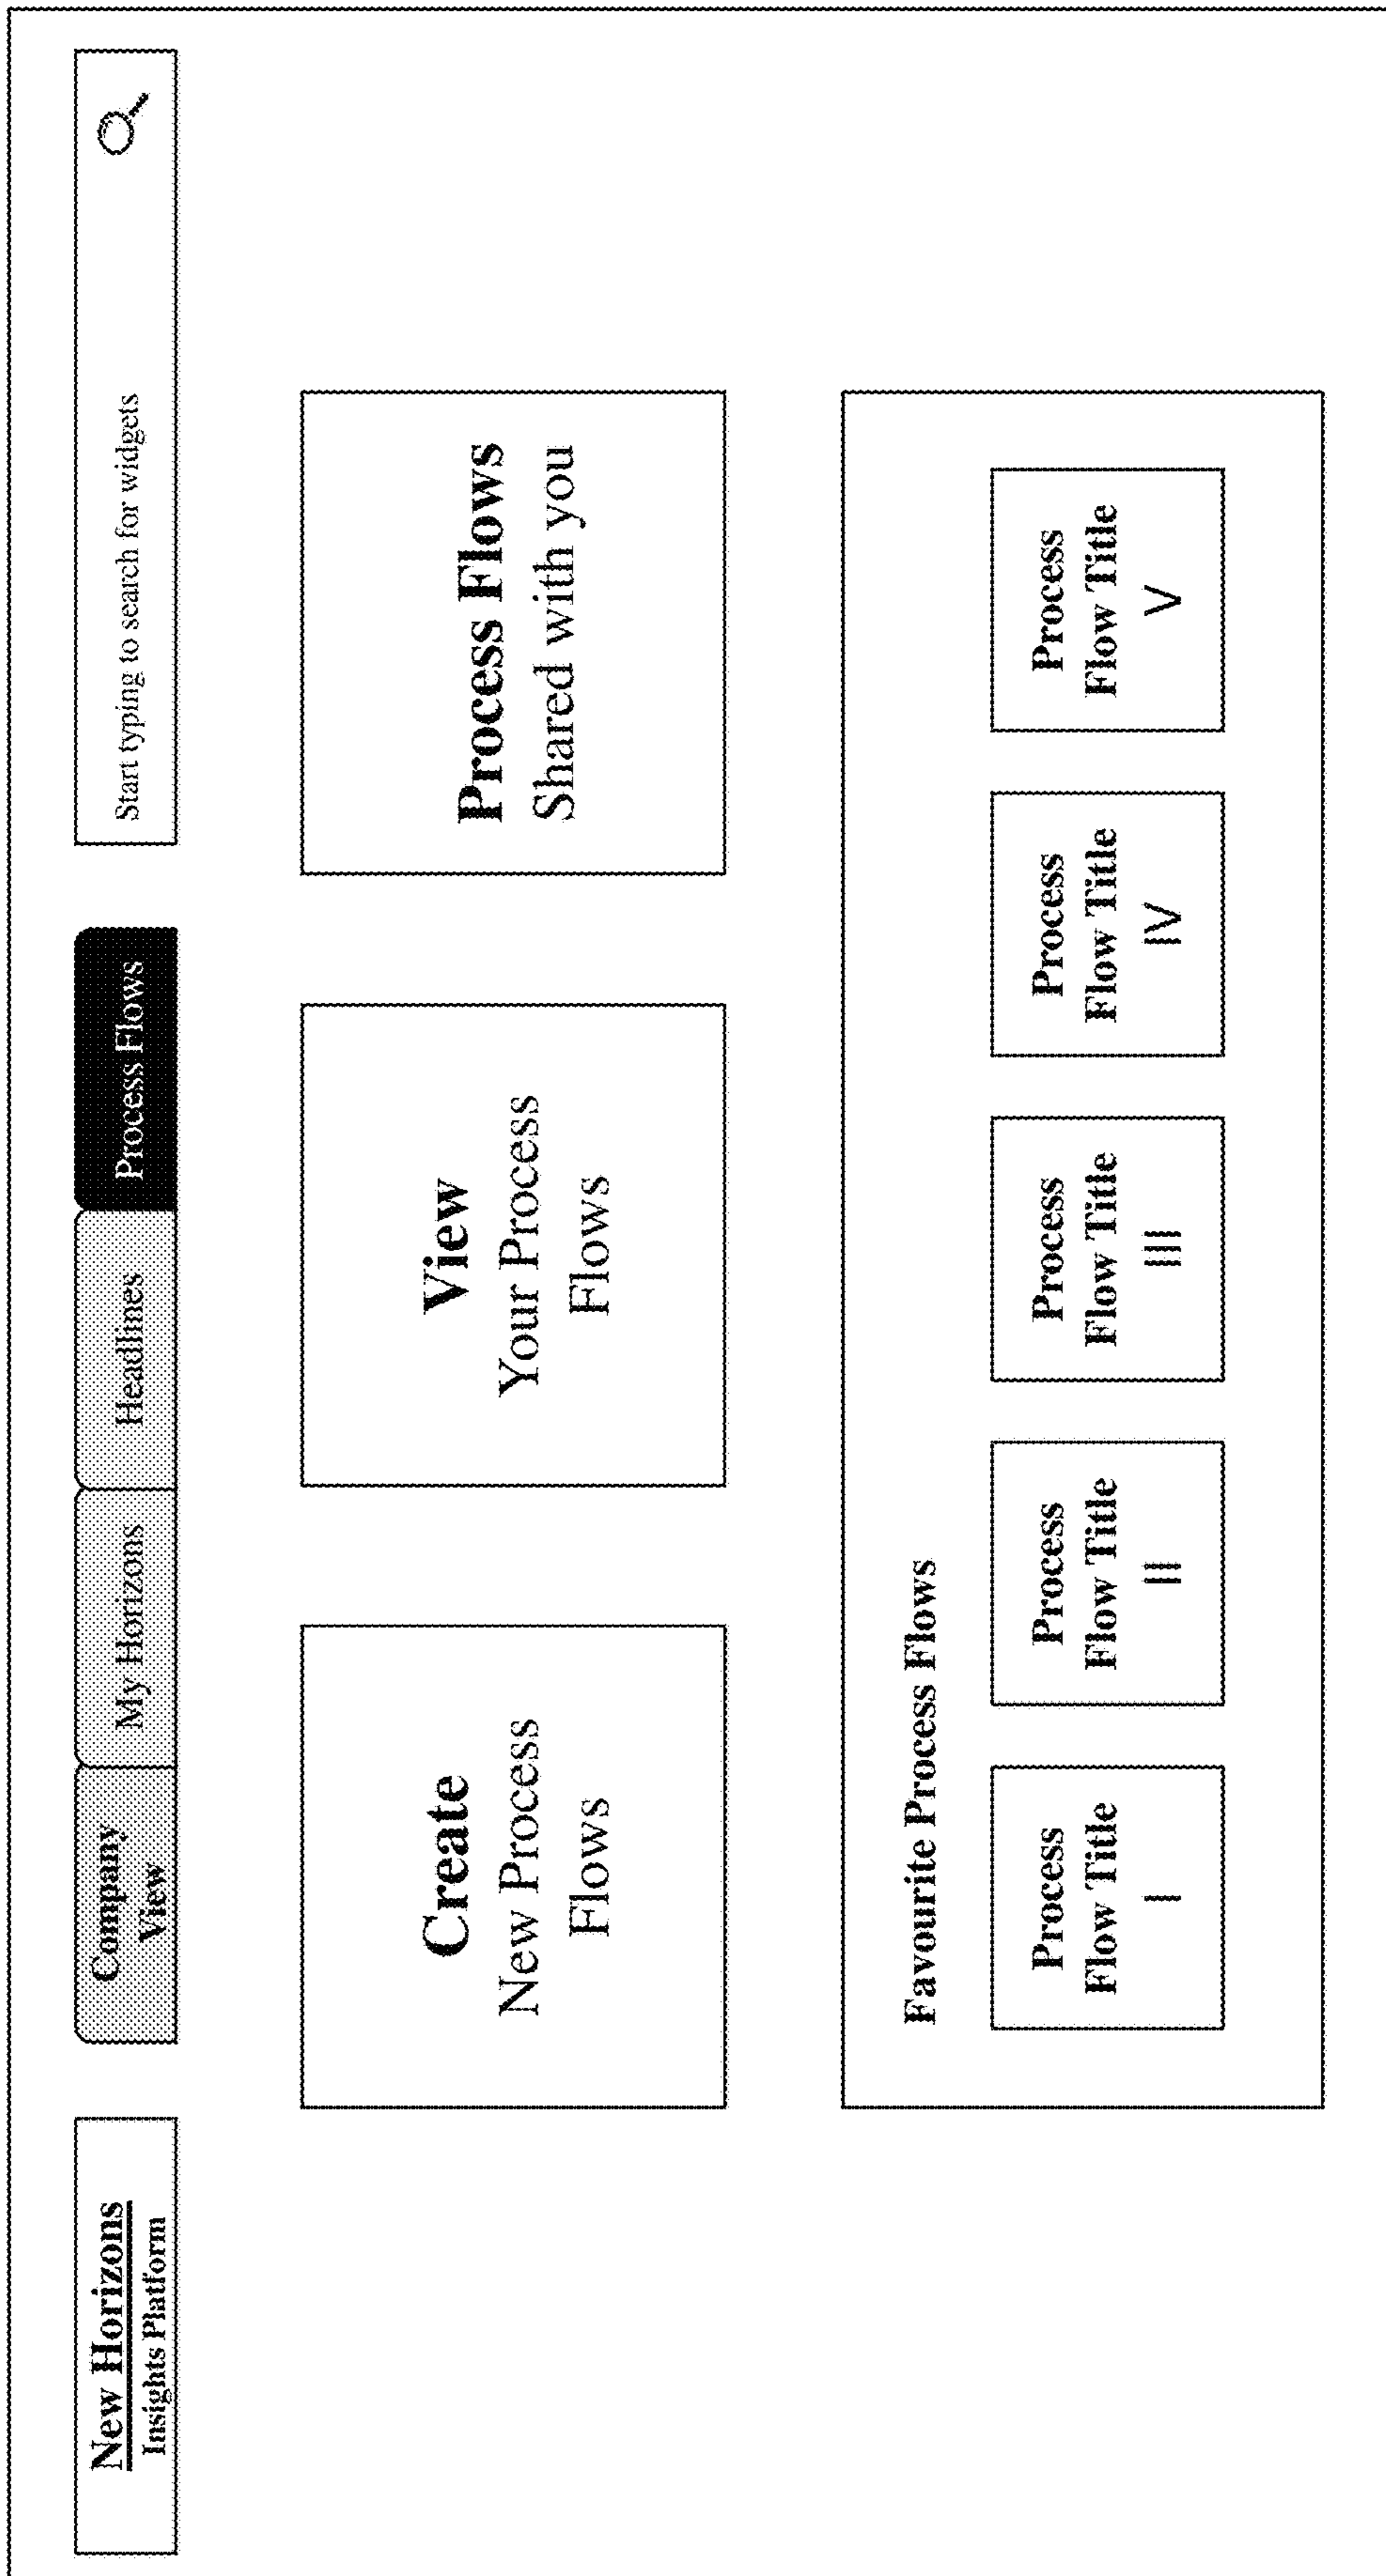 New Horizons
Insights Platform
Company
View
My Horizons
Headlines
Process Flows
Start typing to search for widgets
Create
New Process
Flows
View
Your Process
Flows
Process Flows
Shared with you
Favourite Process Flows
Process
Flow Title
I
Process
Flow Title
II
Process
Flow Title
III
Process
Flow Title
IV
Process
Flow Title
V